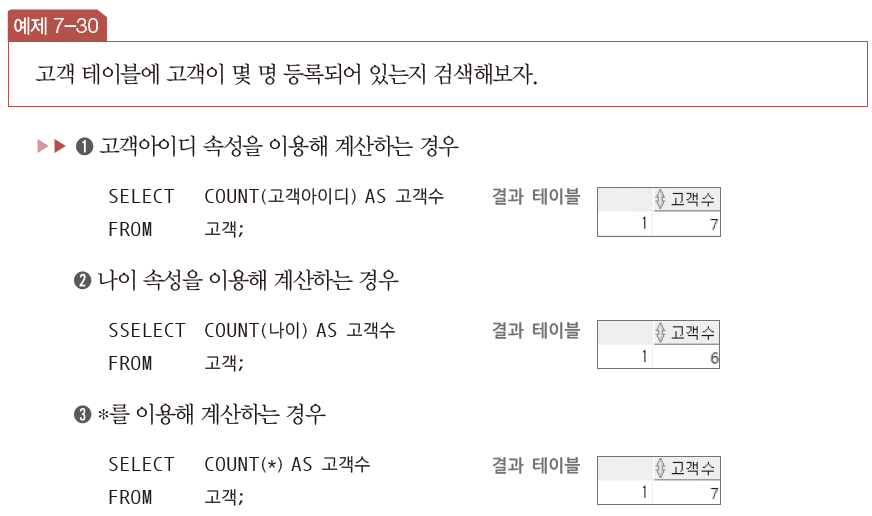 예제 7-30
고객 테이블에 고객이 몇 명 등록되어 있는지 검색해보자.
▶▶ ❶ 고객아이디 속성을 이용해 계산하는 경우
SELECT COUNT(고객아이디) AS 고객수
FROM 고객;
결과 테이블
고객수
1 7
❷ 나이 속성을 이용해 계산하는 경우
SSELECT COUNT(나이) AS 고객수
FROM 고객;
결과 테이블
고객수
1 6
❸ *를 이용해 계산하는 경우
SELECT COUNT(*) AS 고객수
FROM 고객;
결과 테이블
고객수
1 7